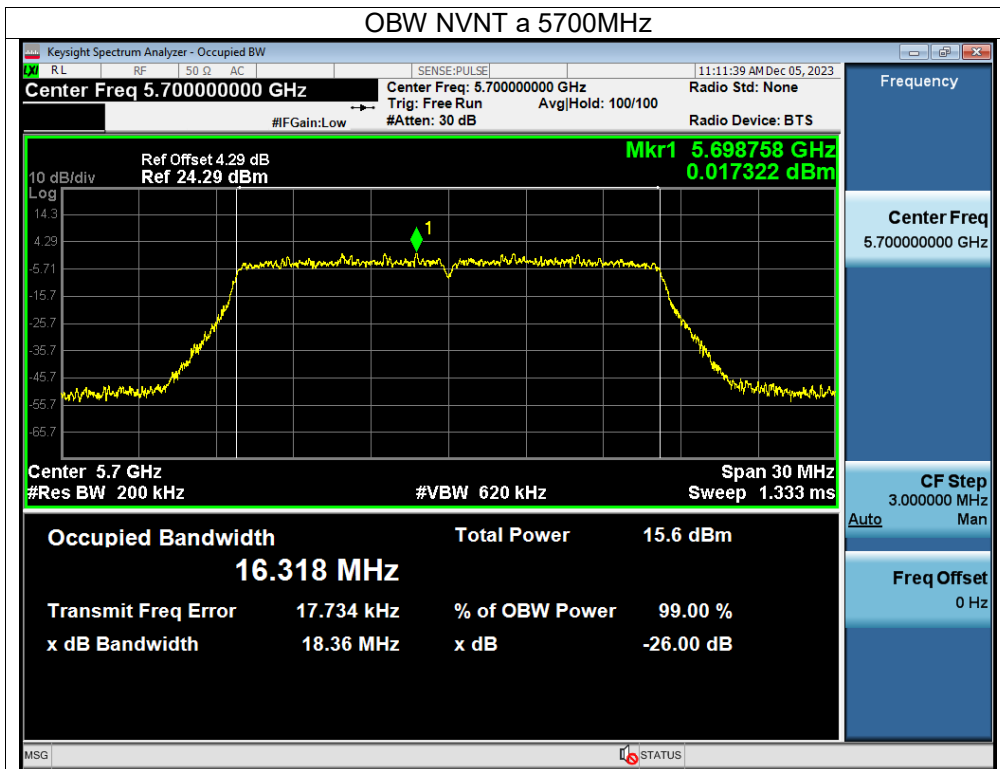 OBW NVNT a 5700MHz
Keysight Spectrum Analyzer - Occupied BW
LXI RL RF 50 Ω AC SENSE:PULSE 11:11:39 AM Dec 05, 2023
Center Freq 5.700000000 GHz
Center Freq: 5.700000000 GHz Radio Std: None
Trig: Free Run Avg|Hold: 100/100
#IFGain:Low #Atten: 30 dB Radio Device: BTS
Frequency
Mkr1 5.698758 GHz
0.017322 dBm
Ref Offset 4.29 dB
10 dB/div Ref 24.29 dBm
Log
14.3
4.29
-5.71
-15.7
-25.7
-35.7
-45.7
-55.7
-65.7
1
Center 5.7 GHz Span 30 MHz
#Res BW 200 kHz #VBW 620 kHz Sweep 1.333 ms
Center Freq
5.700000000 GHz
CF Step
3.000000 MHz
Auto Man
Freq Offset
0 Hz
Occupied Bandwidth Total Power 15.6 dBm
16.318 MHz
Transmit Freq Error 17.734 kHz % of OBW Power 99.00 %
x dB Bandwidth 18.36 MHz x dB -26.00 dB
MSG STATUS